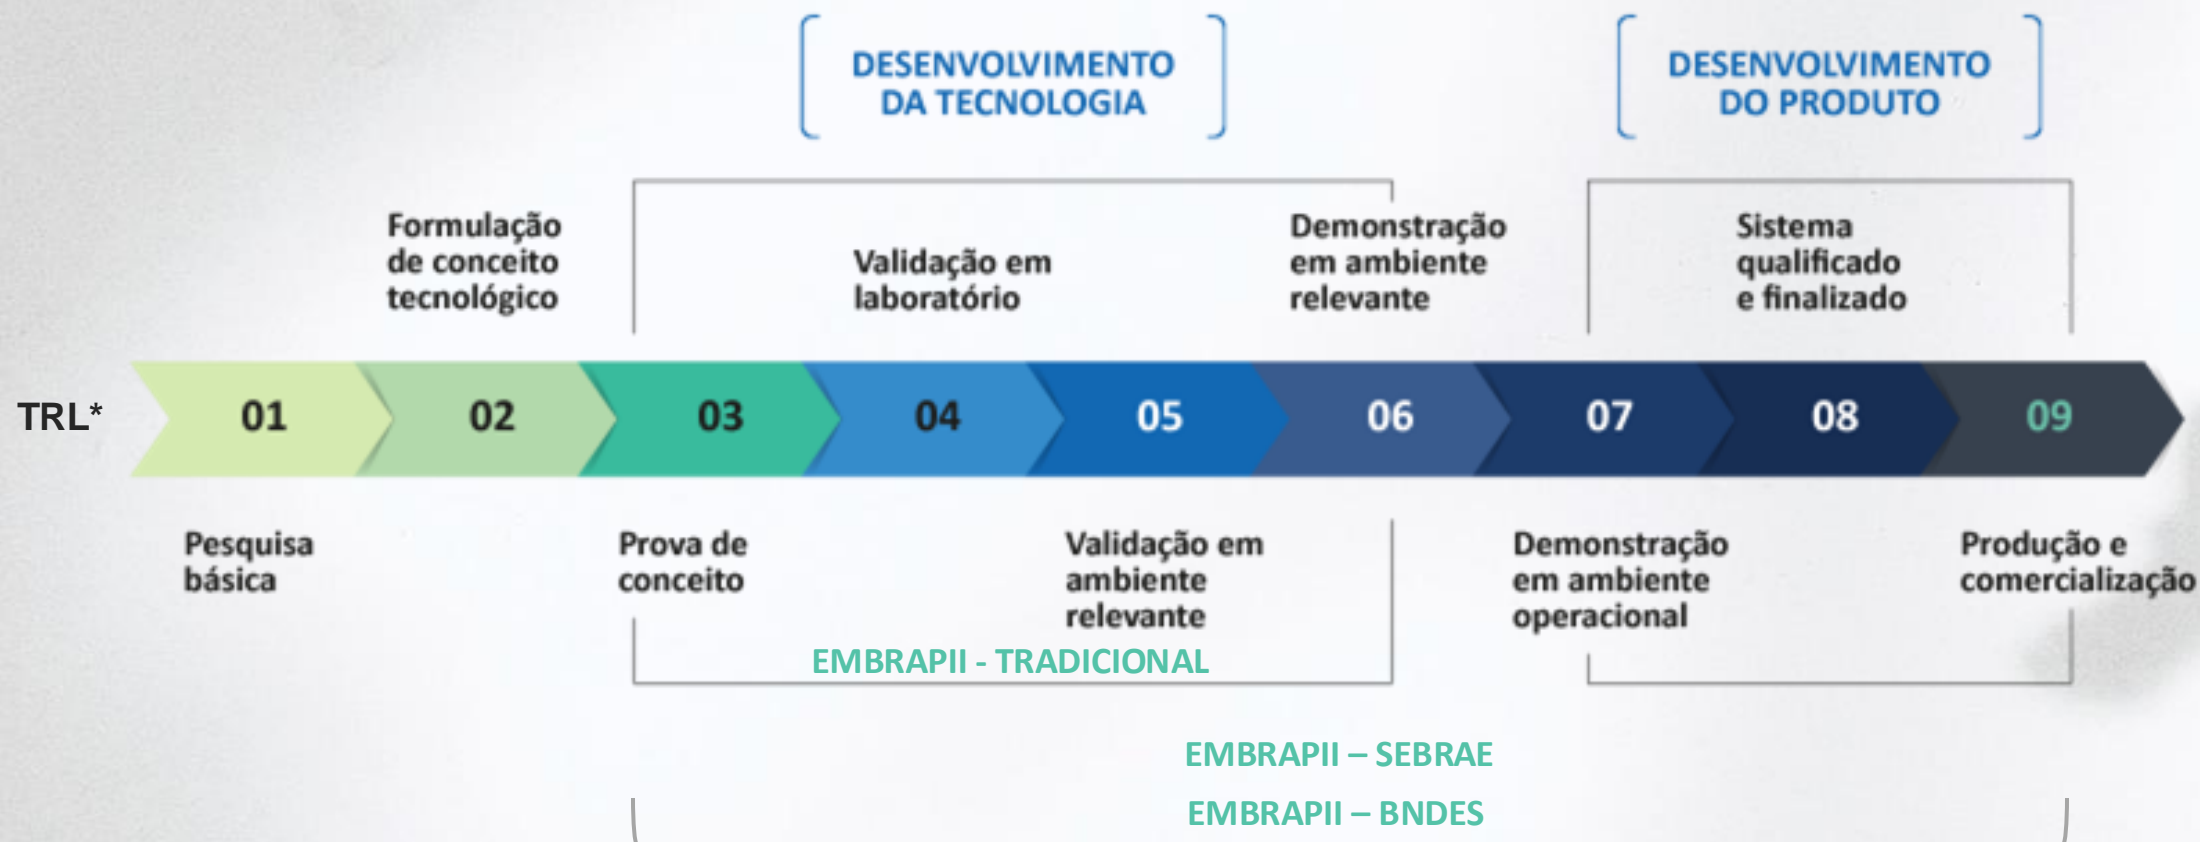 DESENVOLVIMENTO
DA TECNOLOGIA
DESENVOLVIMENTO
DO PRODUTO
Formulação
de conceito
tecnológico
Validação em
laboratório
Demonstração
em ambiente
relevante
Sistema
qualificado
e finalizado
TRL*
01
02
03
04
05
06
07
08
09
Pesquisa
básica
Prova de
conceito
Validação em
ambiente
relevante
Demonstração
em ambiente
operacional
Produção e
comercialização
EMBRAPII - TRADICIONAL
EMBRAPII – SEBRAE
EMBRAPII – BNDES